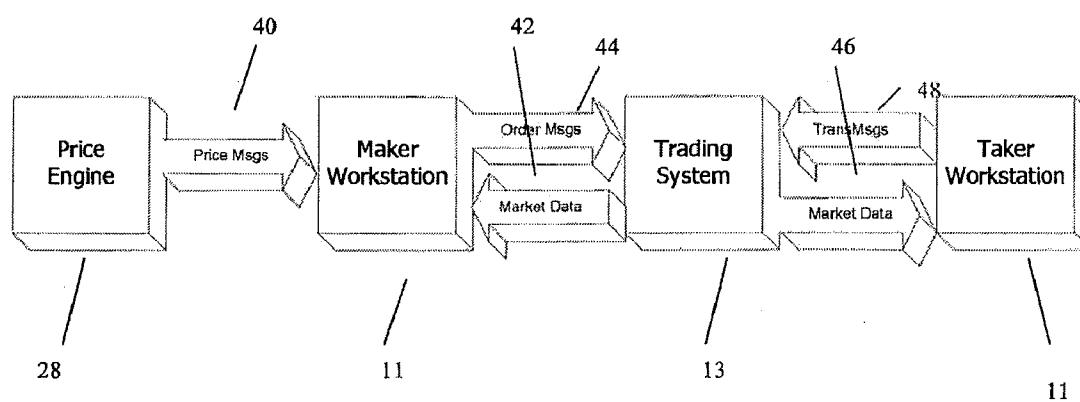 40
42
44
46
48
Price
Engine
Price Msgs
Maker
Workstation
Order Msgs
Market Data
Trading
System
TransMsgs
Market Data
Taker
Workstation
28
11
13
11